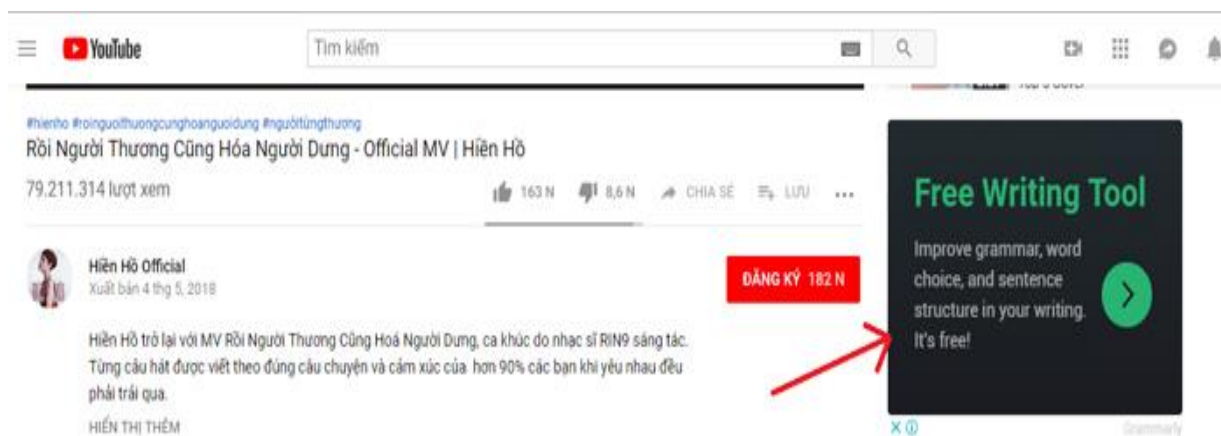 YouTube
Tìm kiếm
#hienho #roinguoithuongcunghoanguoidung #ngườitừngthương
Rồi Người Thương Cũng Hóa Người Dưng - Official MV | Hiền Hồ
79.211.314 lượt xem
163 N 8,6 N CHIA SẺ LƯU
Hiền Hồ Official
Xuất bản 4 thg 5, 2018
ĐĂNG KÝ 182 N
Hiền Hồ trở lại với MV Rồi Người Thương Cũng Hoá Người Dưng, ca khúc do nhạc sĩ RIN9 sáng tác.
Từng câu hát được viết theo đúng câu chuyện và cảm xúc của hơn 90% các bạn khi yêu nhau đều
phải trải qua.
HIỂN THỊ THÊM
Free Writing Tool
Improve grammar, word
choice, and sentence
structure in your writing.
It's free!
Grammarly